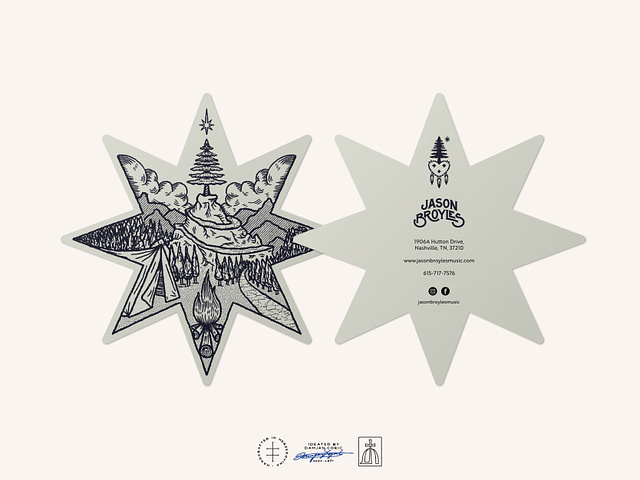 JASON
BROYLES
1906A Hutton Drive,
Nashville, TN, 37210
www.jasonbroylesmusic.com
615-717-7576
jasonbroylesmusic
IDEATED BY